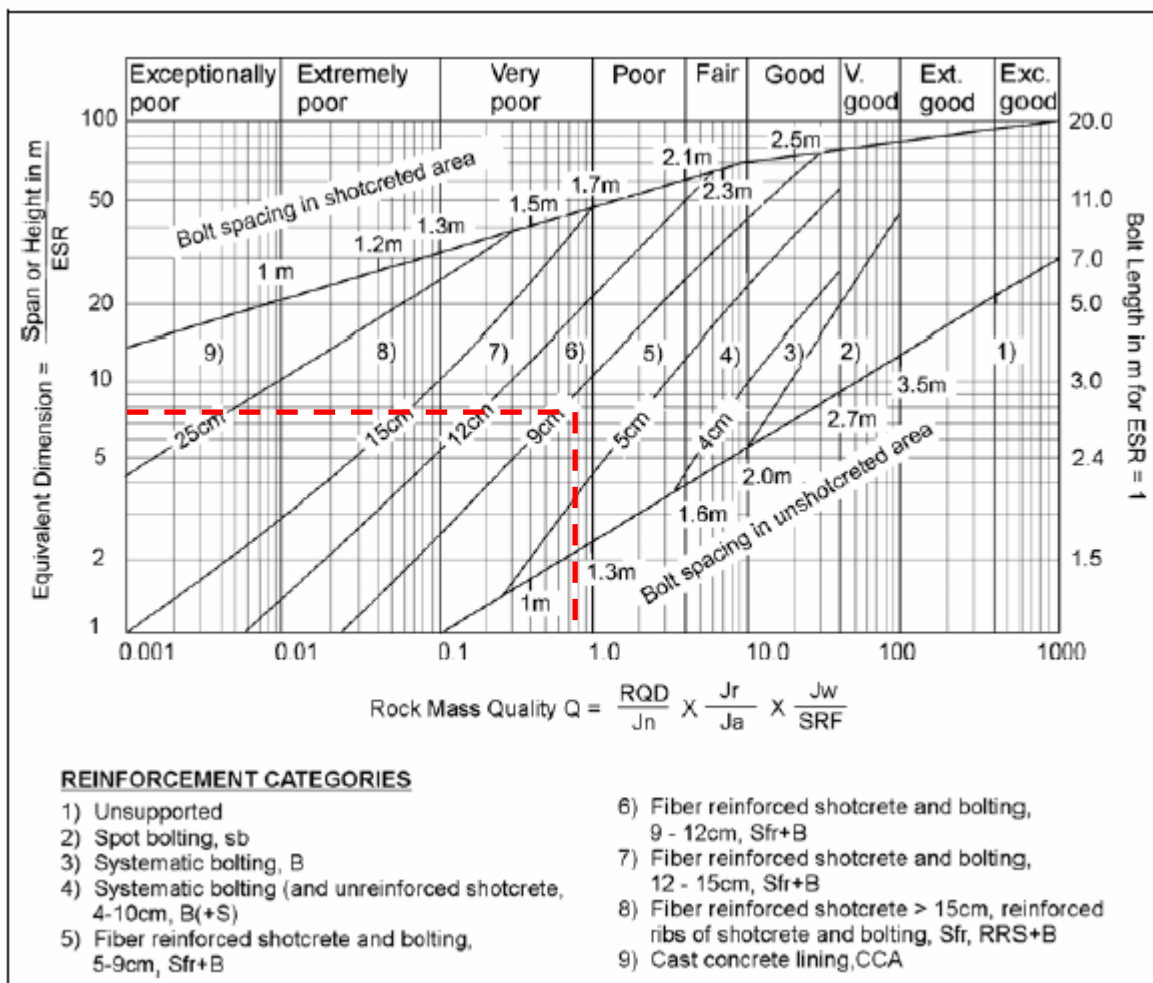 Exceptionally poor
Extremely poor
Very poor
Poor
Fair
Good
V. good
Ext. good
Exc. good
100
50
20
10
5
2
1
Equivalent Dimension = Span or Height in m
ESR
20.0
11.0
7.0
5.0
3.0
2.4
1.5
Bolt Length in m for ESR = 1
Bolt spacing in shotcreted area
1 m
1.2m
1.3m
1.5m
1.7m
2.1m
2.3m
2.5m
9)
8)
7)
6)
5)
4)
3)
2)
1)
25cm
15cm
12cm
9cm
5cm
4cm
1m
1.3m
1.6m
2.0m
2.7m
3.5m
Bolt spacing in unshotcreted area
0.001
0.01
0.1
1.0
10.0
100
1000
Rock Mass Quality Q = RQD/Jn X Jr/Ja X Jw/SRF
REINFORCEMENT CATEGORIES
1) Unsupported
2) Spot bolting, sb
3) Systematic bolting, B
4) Systematic bolting (and unreinforced shotcrete,
4-10cm, B(+S)
5) Fiber reinforced shotcrete and bolting,
5-9cm, Sfr+B
6) Fiber reinforced shotcrete and bolting,
9 - 12cm, Sfr+B
7) Fiber reinforced shotcrete and bolting,
12 - 15cm, Sfr+B
8) Fiber reinforced shotcrete > 15cm, reinforced
ribs of shotcrete and bolting, Sfr, RRS+B
9) Cast concrete lining,CCA